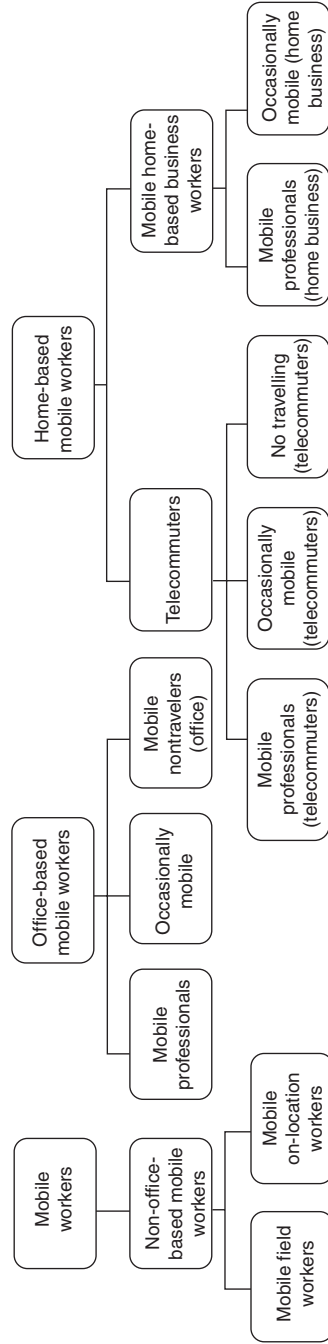 Mobile
workers
Non-office-
based mobile
workers
Mobile field
workers
Mobile
on-location
workers
Office-based
mobile workers
Mobile
professionals
Occasionally
mobile
Mobile
nontravelers
(office)
Home-based
mobile workers
Telecommuters
Mobile
professionals
(telecommuters)
Occasionally
mobile
(telecommuters)
No travelling
(telecommuters)
Mobile home-
based business
workers
Mobile
professionals
(home business)
Occasionally
mobile (home
business)